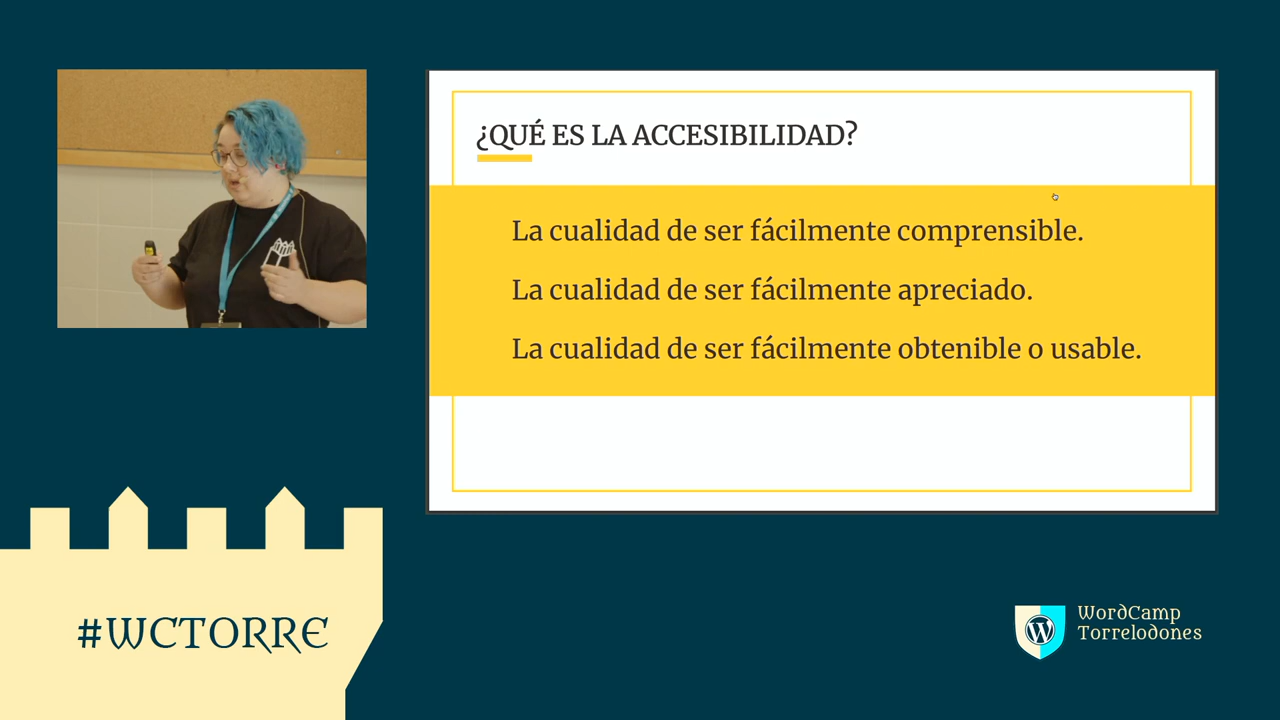 ¿QUÉ ES LA ACCESIBILIDAD?
La cualidad de ser fácilmente comprensible.
La cualidad de ser fácilmente apreciado.
La cualidad de ser fácilmente obtenible o usable.
#WCTORRE
WordCamp
Torrelodones